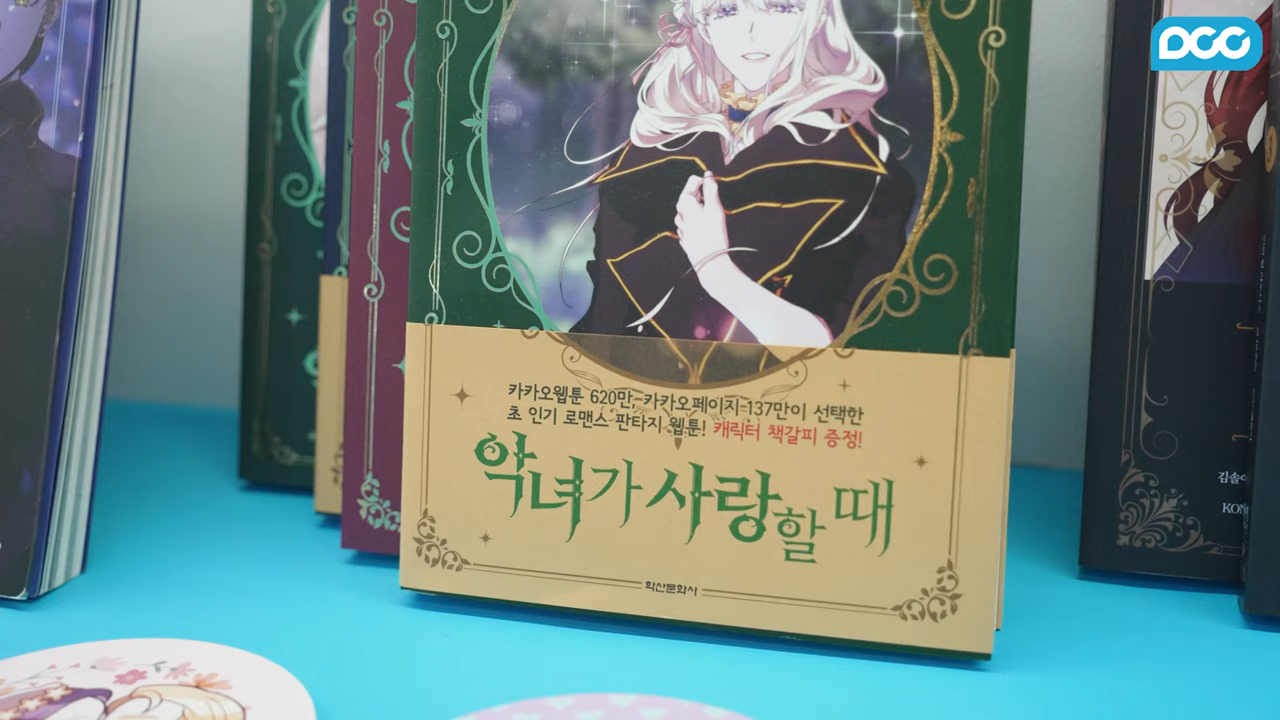 DCC
카카오웹툰 620만, 카카오페이지 137만이 선택한
초 인기 로맨스 판타지 웹툰! 캐릭터 책갈피 증정!
악녀가 사랑할 때
학산문화사